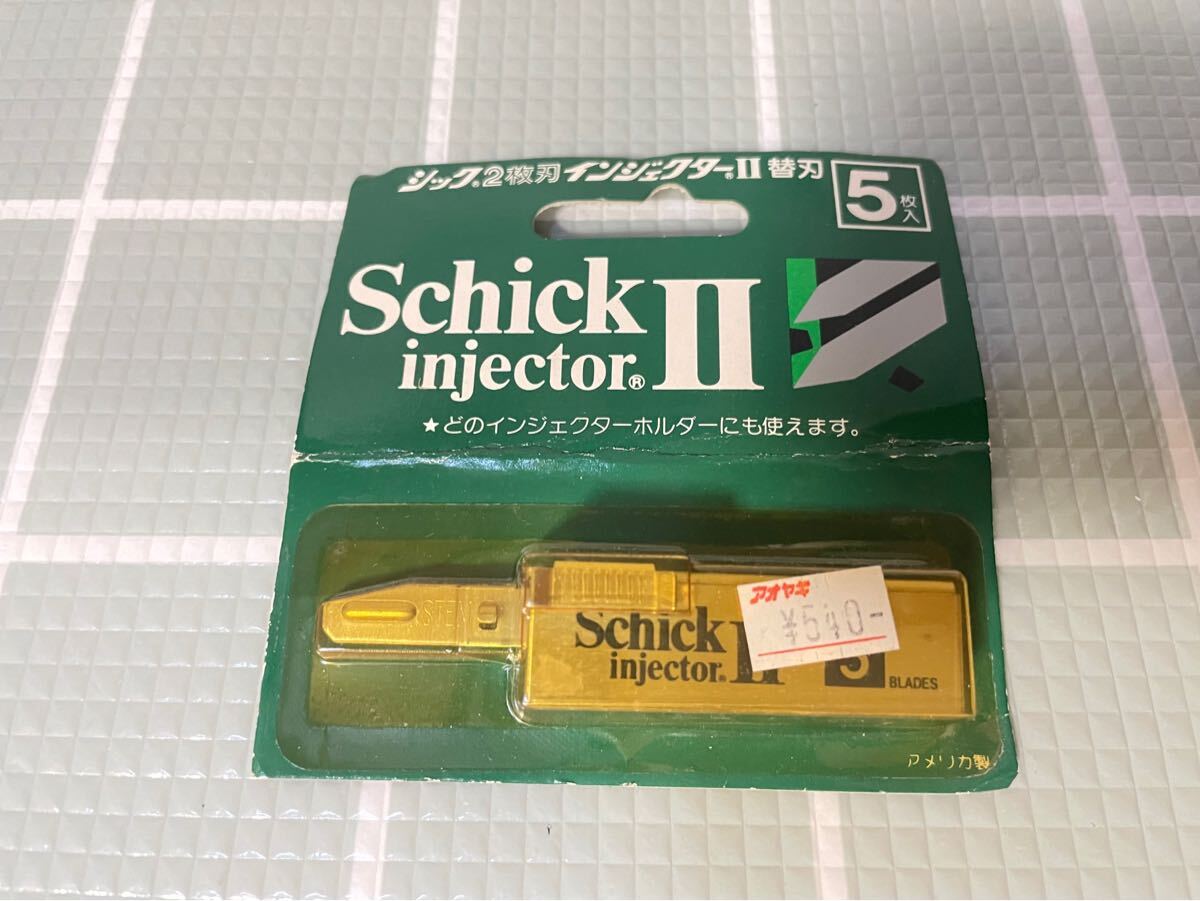 シック®2枚刃インジェクター®II替刃
5枚入
Schick II
injector®
★どのインジェクターホルダーにも使えます。
Schick
injector®
アオヤギ
¥540-
5
BLADES
アメリカ製